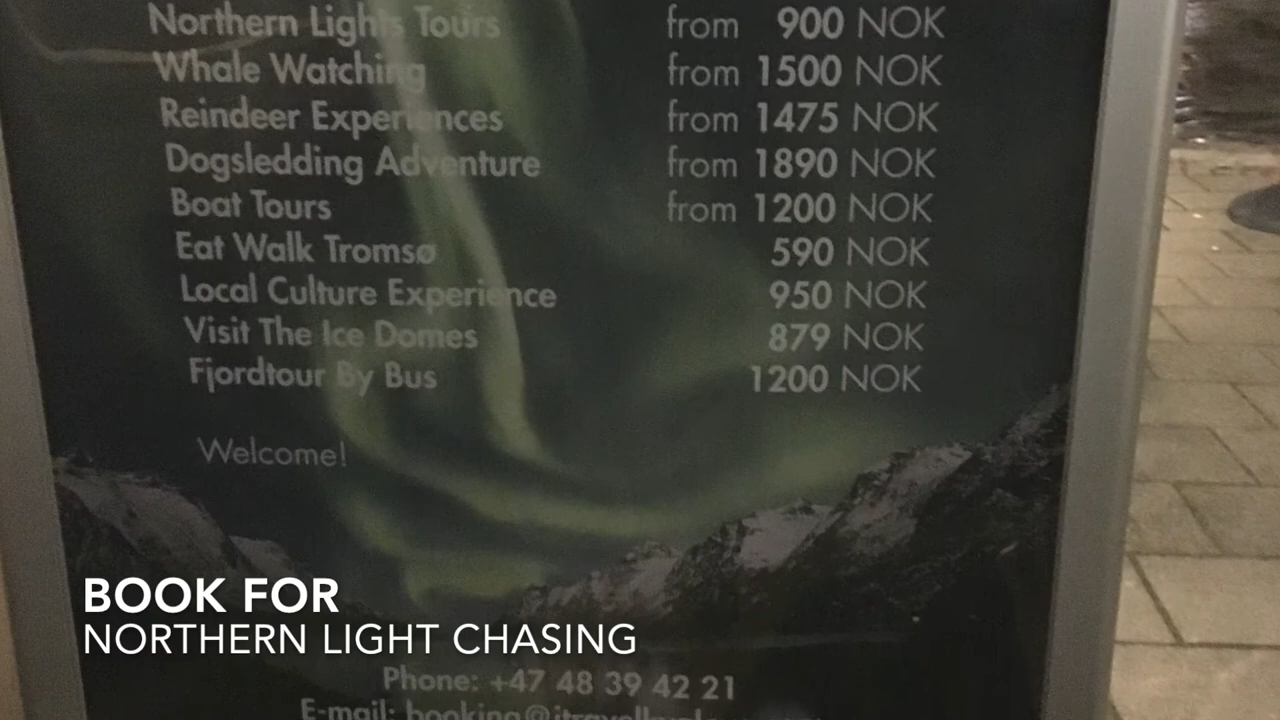 Northern Lights Tours from 900 NOK
Whale Watching from 1500 NOK
Reindeer Experiences from 1475 NOK
Dogsledding Adventure from 1890 NOK
Boat Tours from 1200 NOK
Eat Walk Tromsø 590 NOK
Local Culture Experience 950 NOK
Visit The Ice Domes 879 NOK
Fjordtour By Bus 1200 NOK
Welcome!
BOOK FOR
NORTHERN LIGHT CHASING
Phone: +47 48 39 42 21
E-mail: